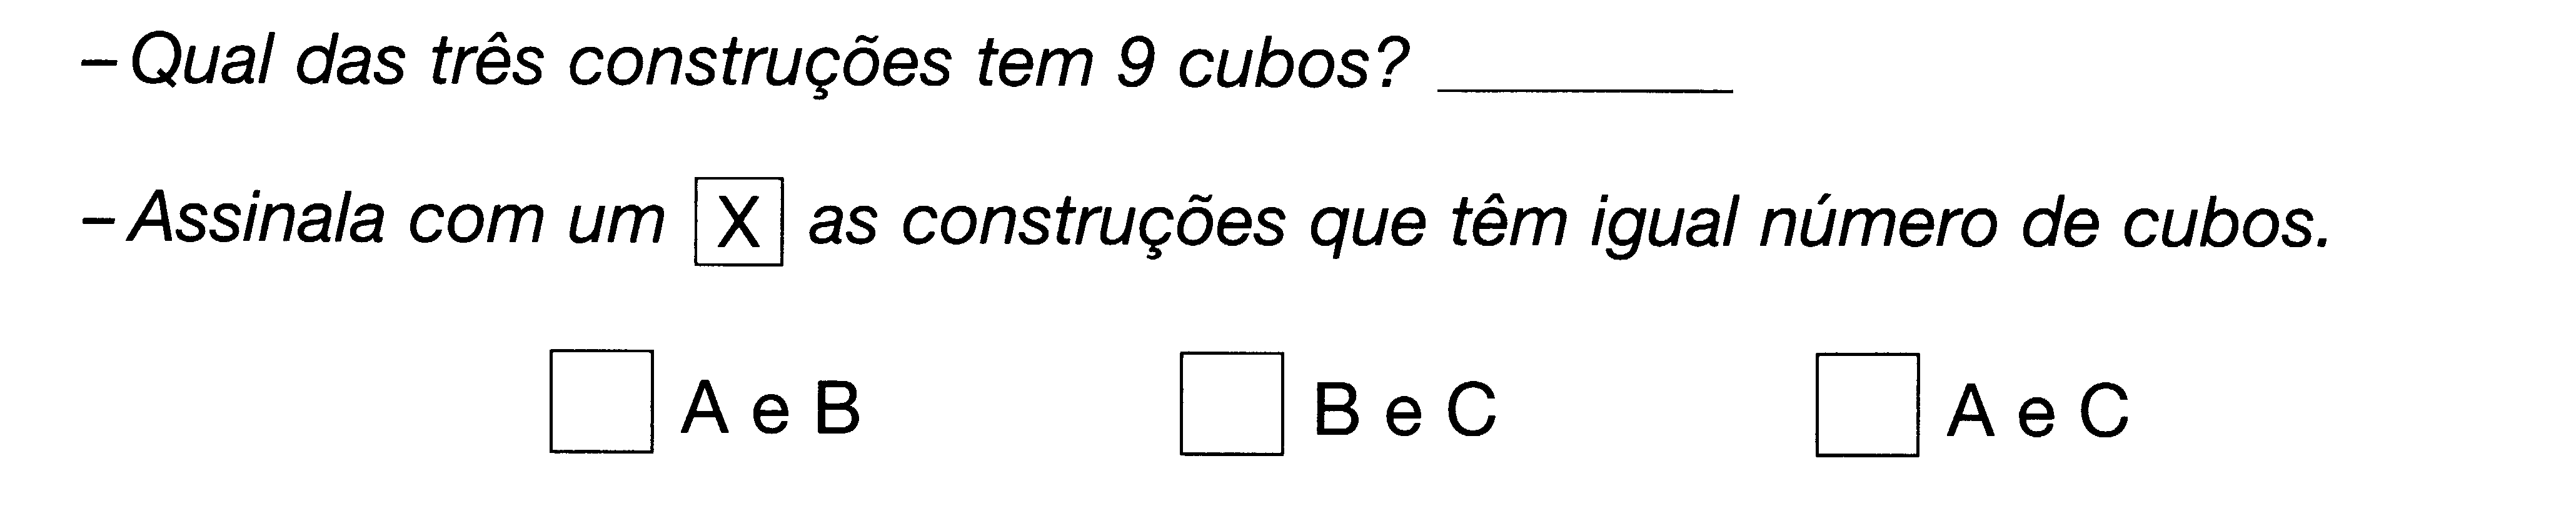 – Qual das três construções tem 9 cubos? ________
– Assinala com um X as construções que têm igual número de cubos.
A e B B e C A e C